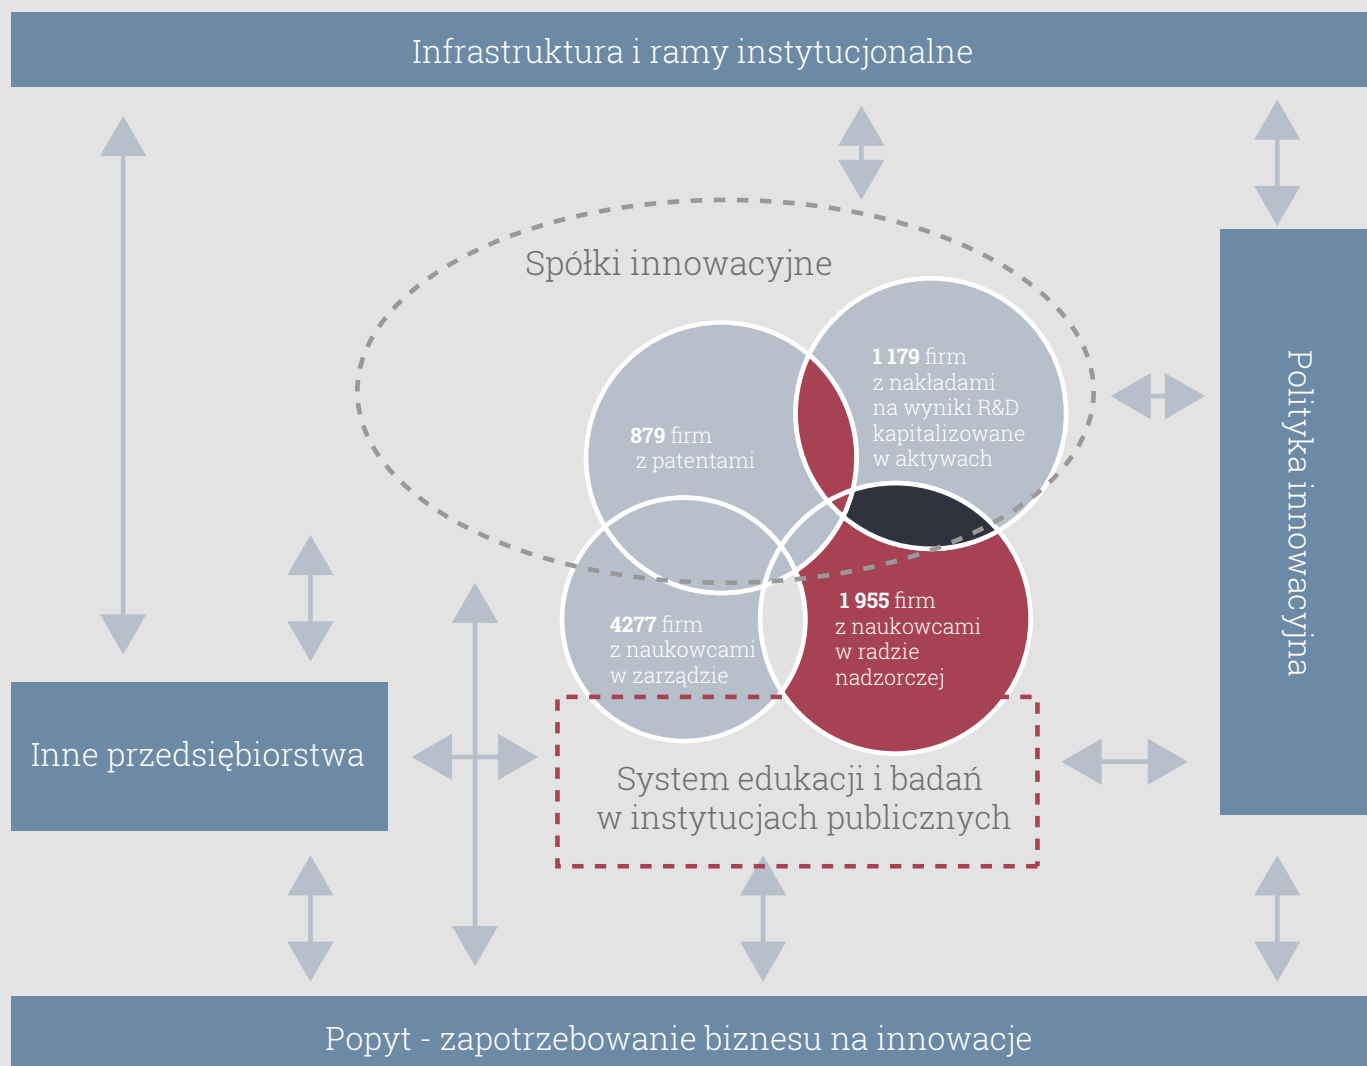 Infrastruktura i ramy instytucjonalne
Spółki innowacyjne
1 179 firm
z nakładami
na wyniki R&D
kapitalizowane
w aktywach
879 firm
z patentami
4277 firm
z naukowcami
w zarządzie
1 955 firm
z naukowcami
w radzie
nadzorczej
Polityka innowacyjna
Inne przedsiębiorstwa
System edukacji i badań
w instytucjach publicznych
Popyt - zapotrzebowanie biznesu na innowacje